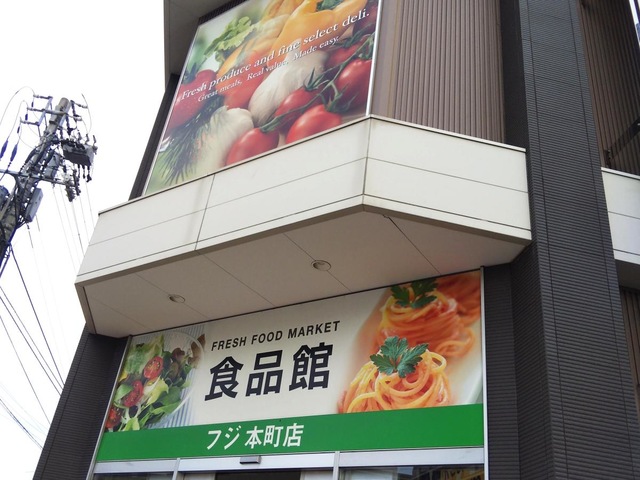 #Fresh produce and fine select deli.
Great meals, Real value, Made easy...
FRESH FOOD MARKET
食品館
フジ 本町店